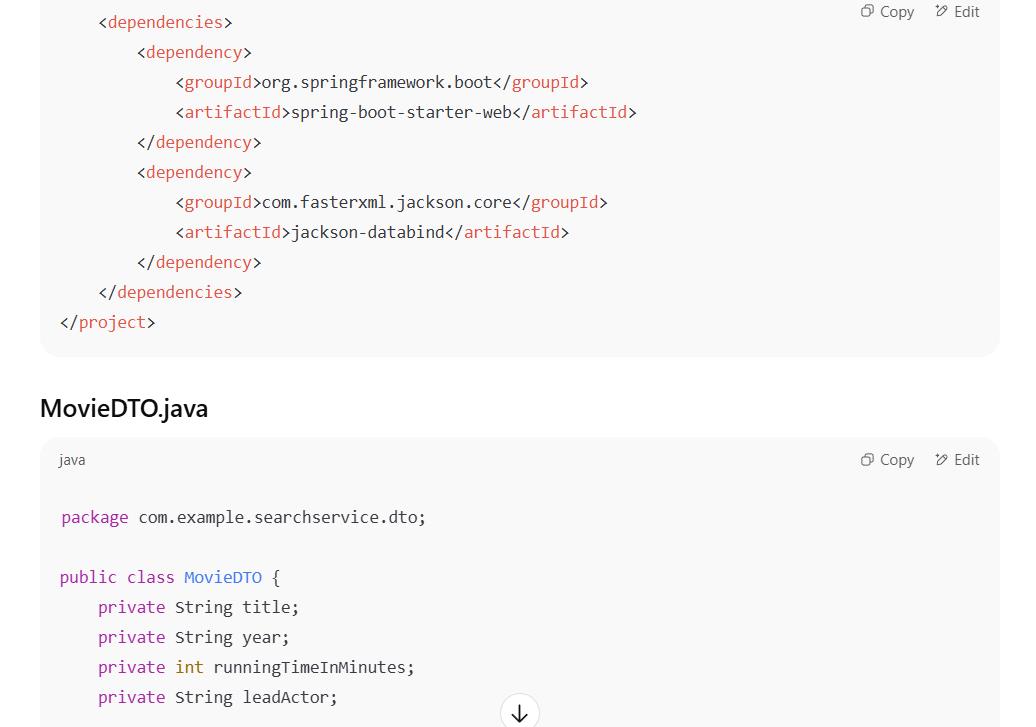 Copy Edit
<dependencies>
<dependency>
<groupId>org.springframework.boot</groupId>
<artifactId>spring-boot-starter-web</artifactId>
</dependency>
<dependency>
<groupId>com.fasterxml.jackson.core</groupId>
<artifactId>jackson-databind</artifactId>
</dependency>
</dependencies>
</project>
MovieDTO.java
java Copy Edit
package com.example.searchservice.dto;
public class MovieDTO {
private String title;
private String year;
private int runningTimeInMinutes;
private String leadActor;